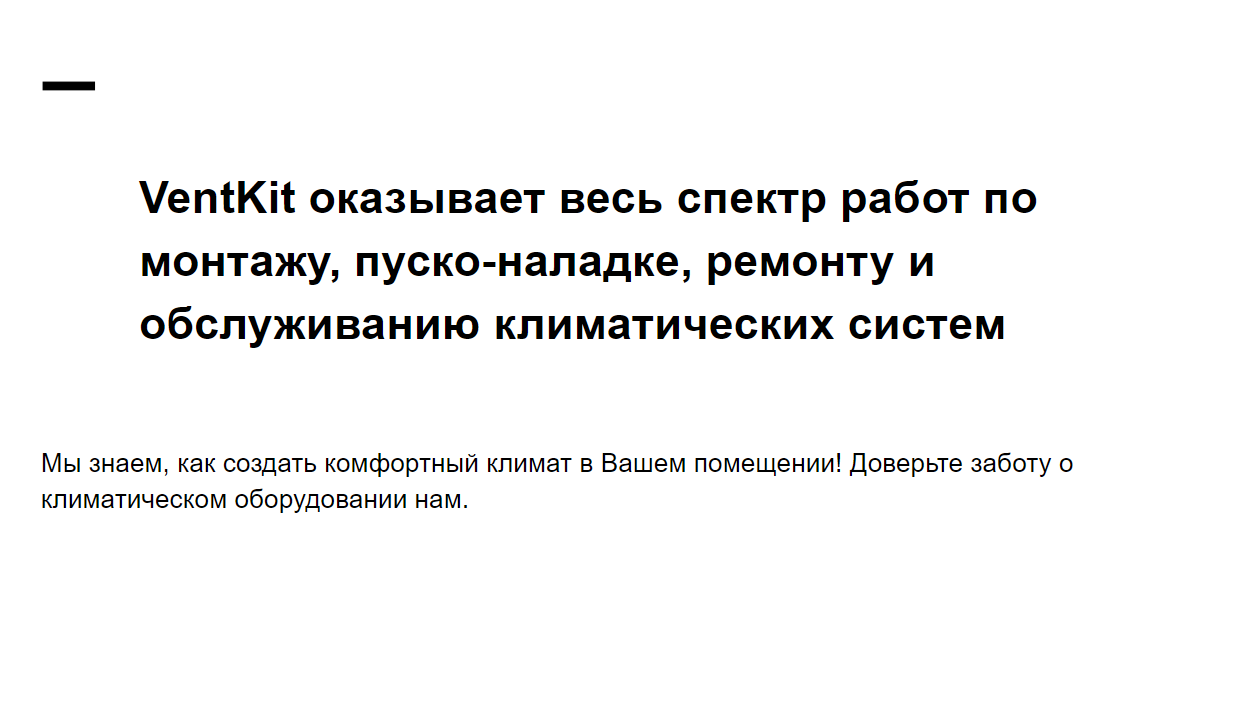 VentKit оказывает весь спектр работ по
монтажу, пуско-наладке, ремонту и
обслуживанию климатических систем
Мы знаем, как создать комфортный климат в Вашем помещении! Доверьте заботу о
климатическом оборудовании нам.